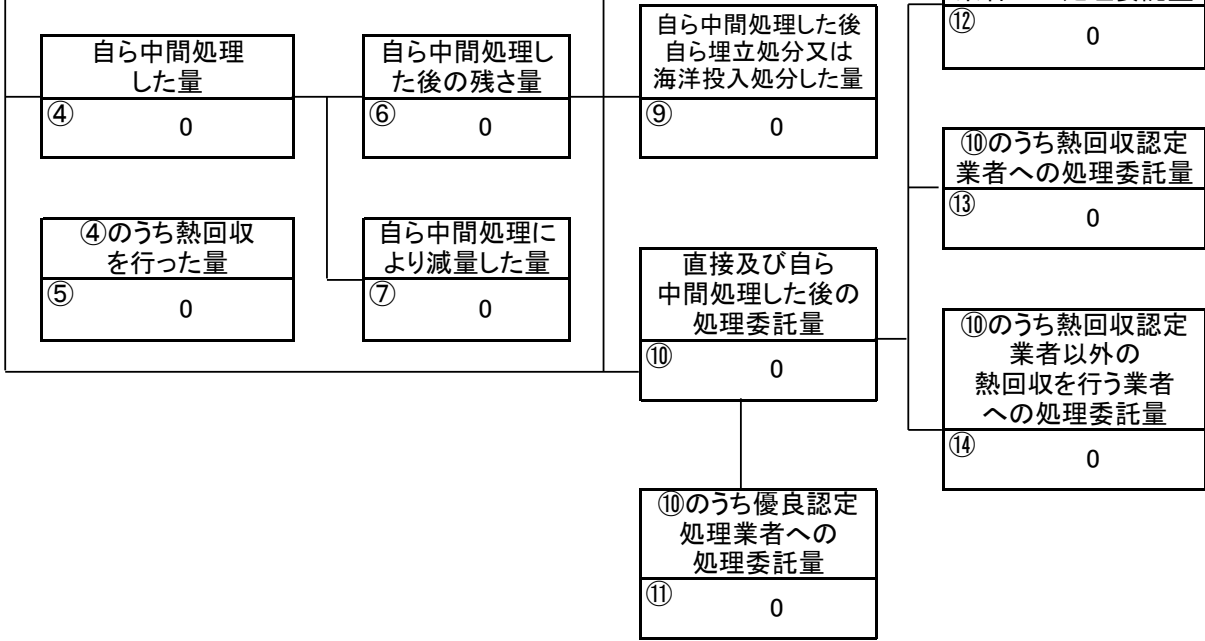 ⑫
0
自ら中間処理
した量
④
0
自ら中間処理し
た後の残さ量
⑥
0
自ら中間処理した後
自ら埋立処分又は
海洋投入処分した量
⑨
0
⑩のうち熱回収認定
業者への処理委託量
⑬
0
④のうち熱回収
を行った量
⑤
0
自ら中間処理に
より減量した量
⑦
0
直接及び自ら
中間処理した後の
処理委託量
⑩
0
⑩のうち熱回収認定
業者以外の
熱回収を行う業者
への処理委託量
⑭
0
⑩のうち優良認定
処理業者への
処理委託量
⑪
0